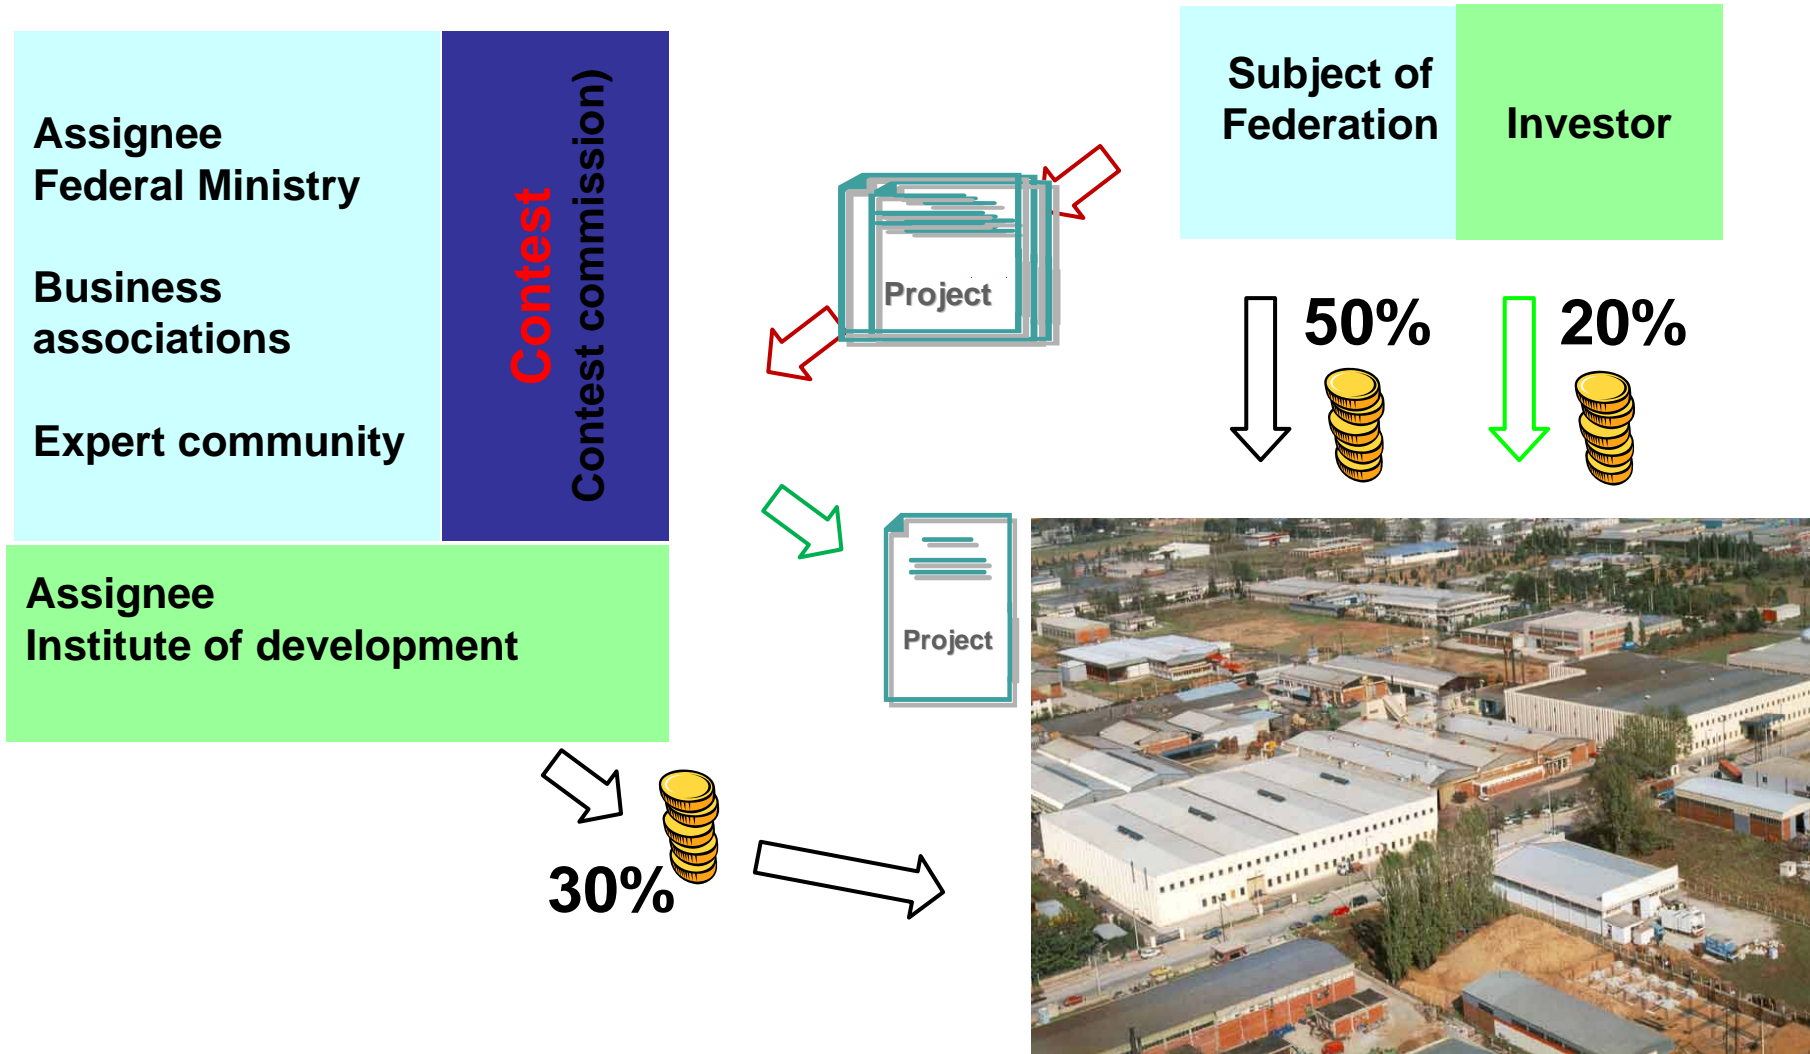 Assignee
Federal Ministry
Business
associations
Expert community
Contest
Contest commission)
Assignee
Institute of development
30%
Project
Project
Subject of
Federation
Investor
50%
20%